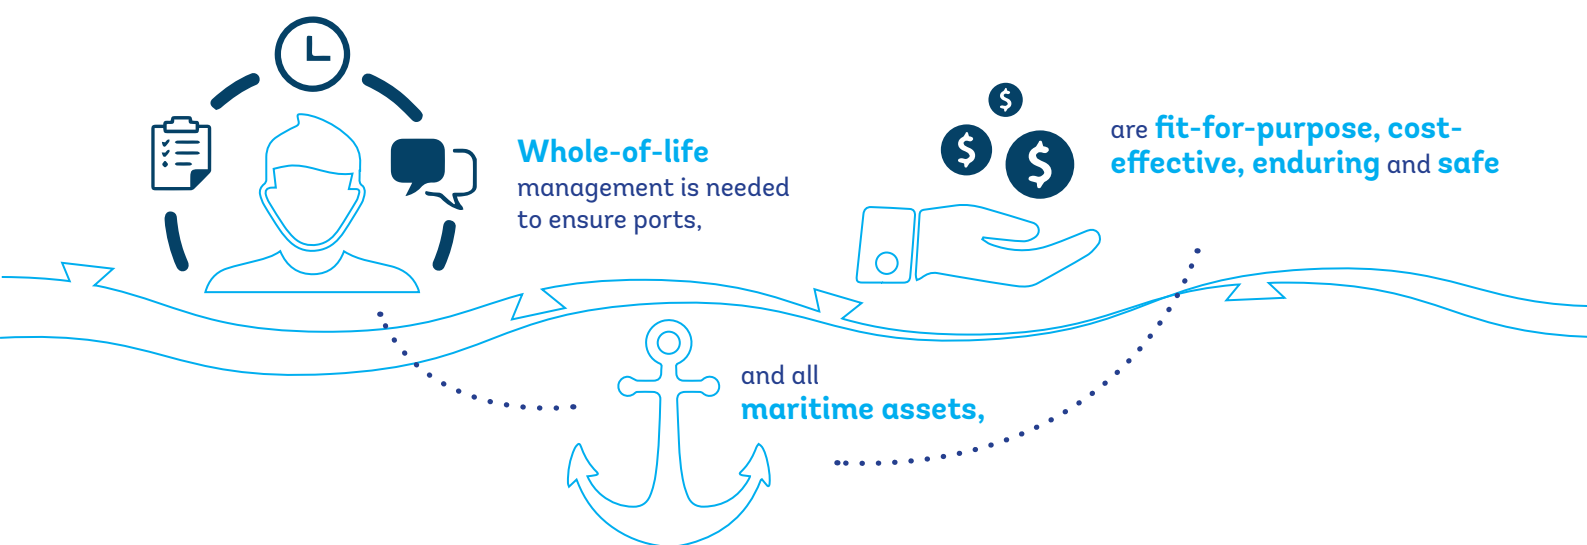 Whole-of-life
management is needed
to ensure ports,
and all
maritime assets,
are fit-for-purpose, cost-
effective, enduring and safe
$
$
$